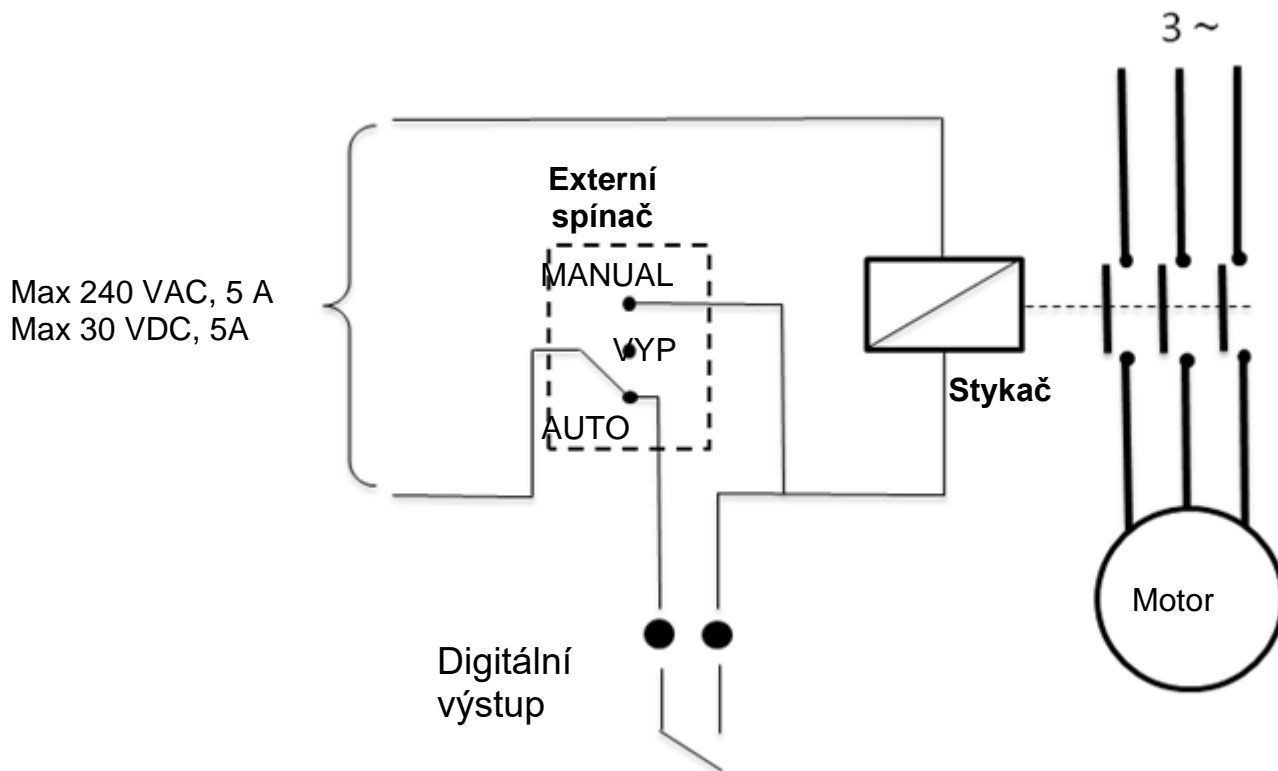 3 ~
Externí
spínač
MANUAL
Max 240 VAC, 5 A
Max 30 VDC, 5A
VYP
Stykač
AUTO
Motor
Digitální
výstup